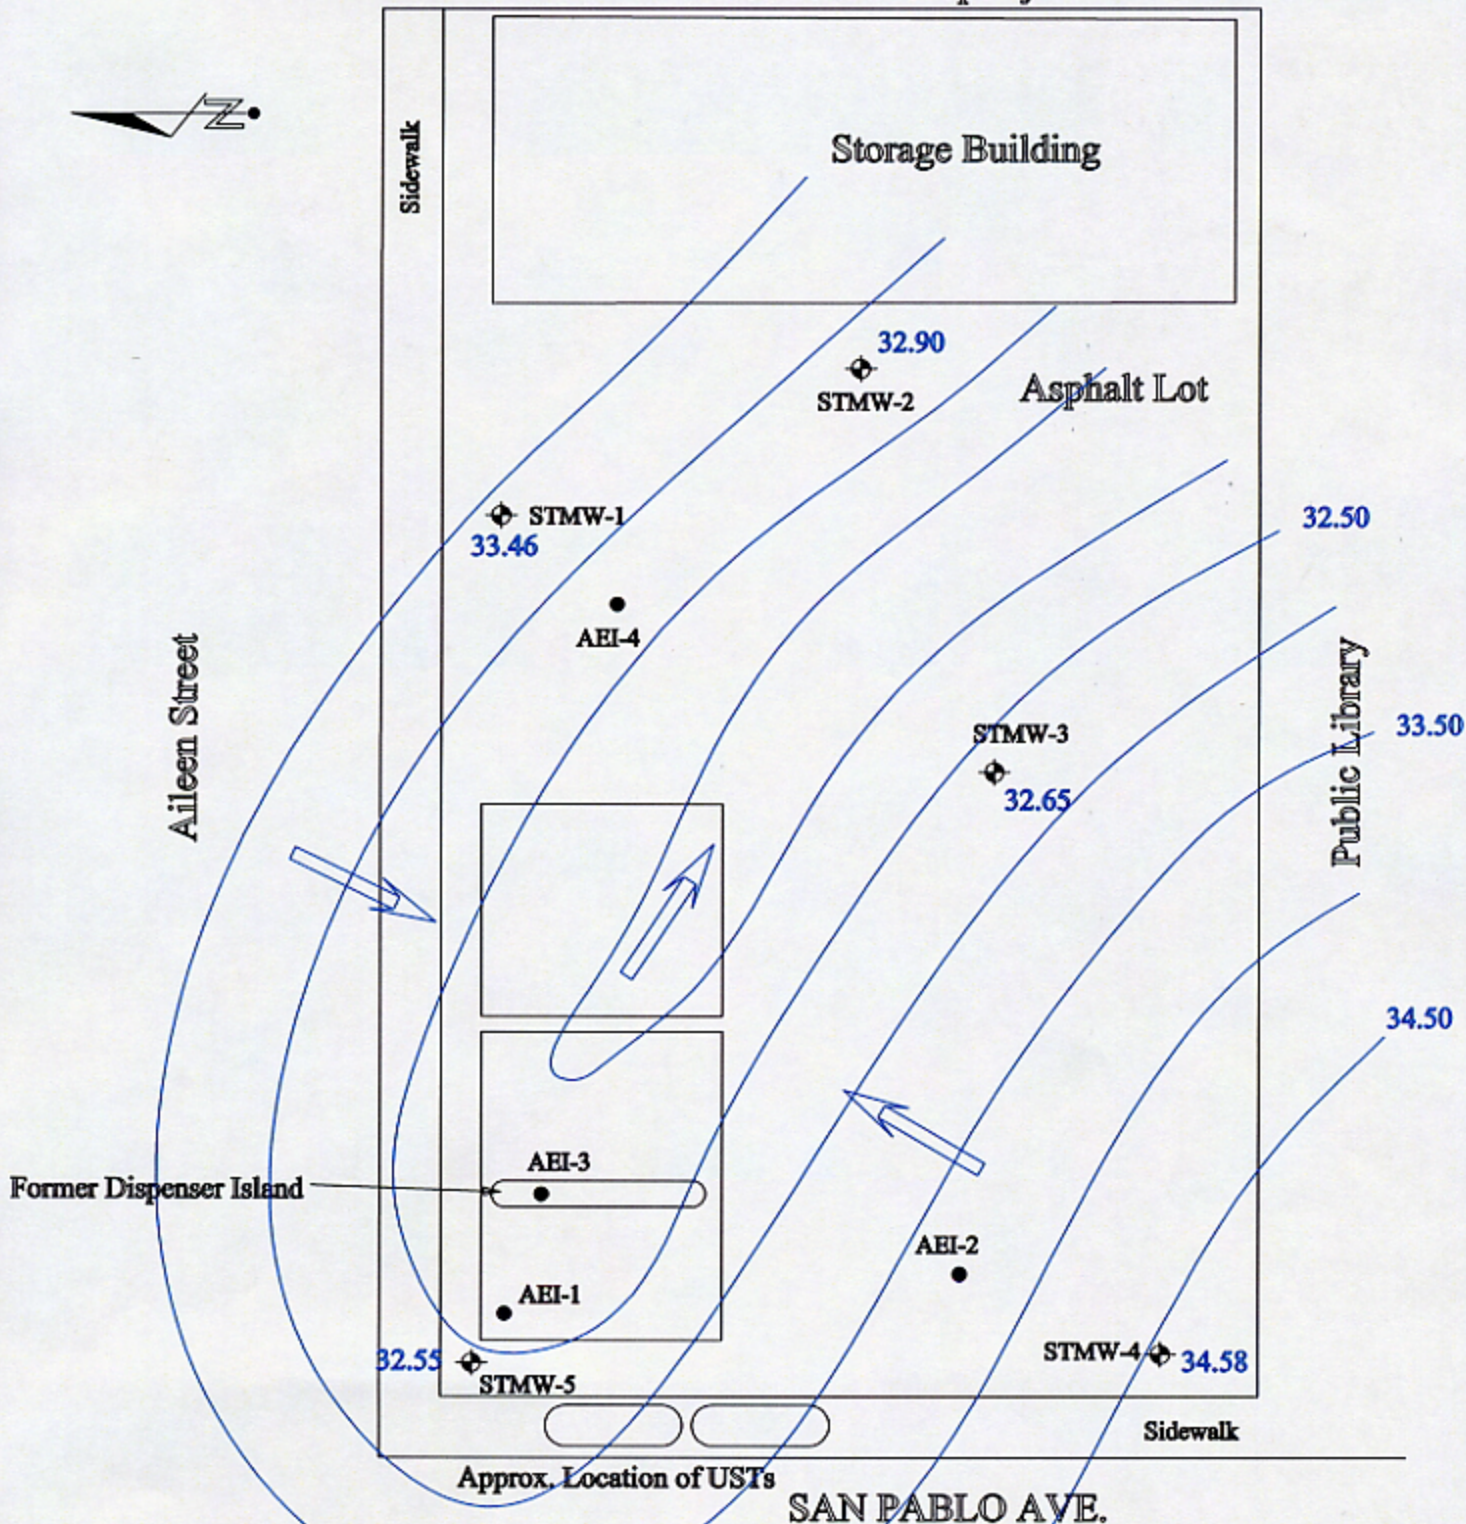 N
Sidewalk
Storage Building
32.90
STMW-2
Asphalt Lot
STMW-1
33.46
32.50
AEI-4
Aileen Street
STMW-3
32.65
33.50
Public Library
34.50
AEI-3
Former Dispenser Island
AEI-2
AEI-1
STMW-4
34.58
32.55
STMW-5
Sidewalk
Approx. Location of USTs
SAN PABLO AVE.